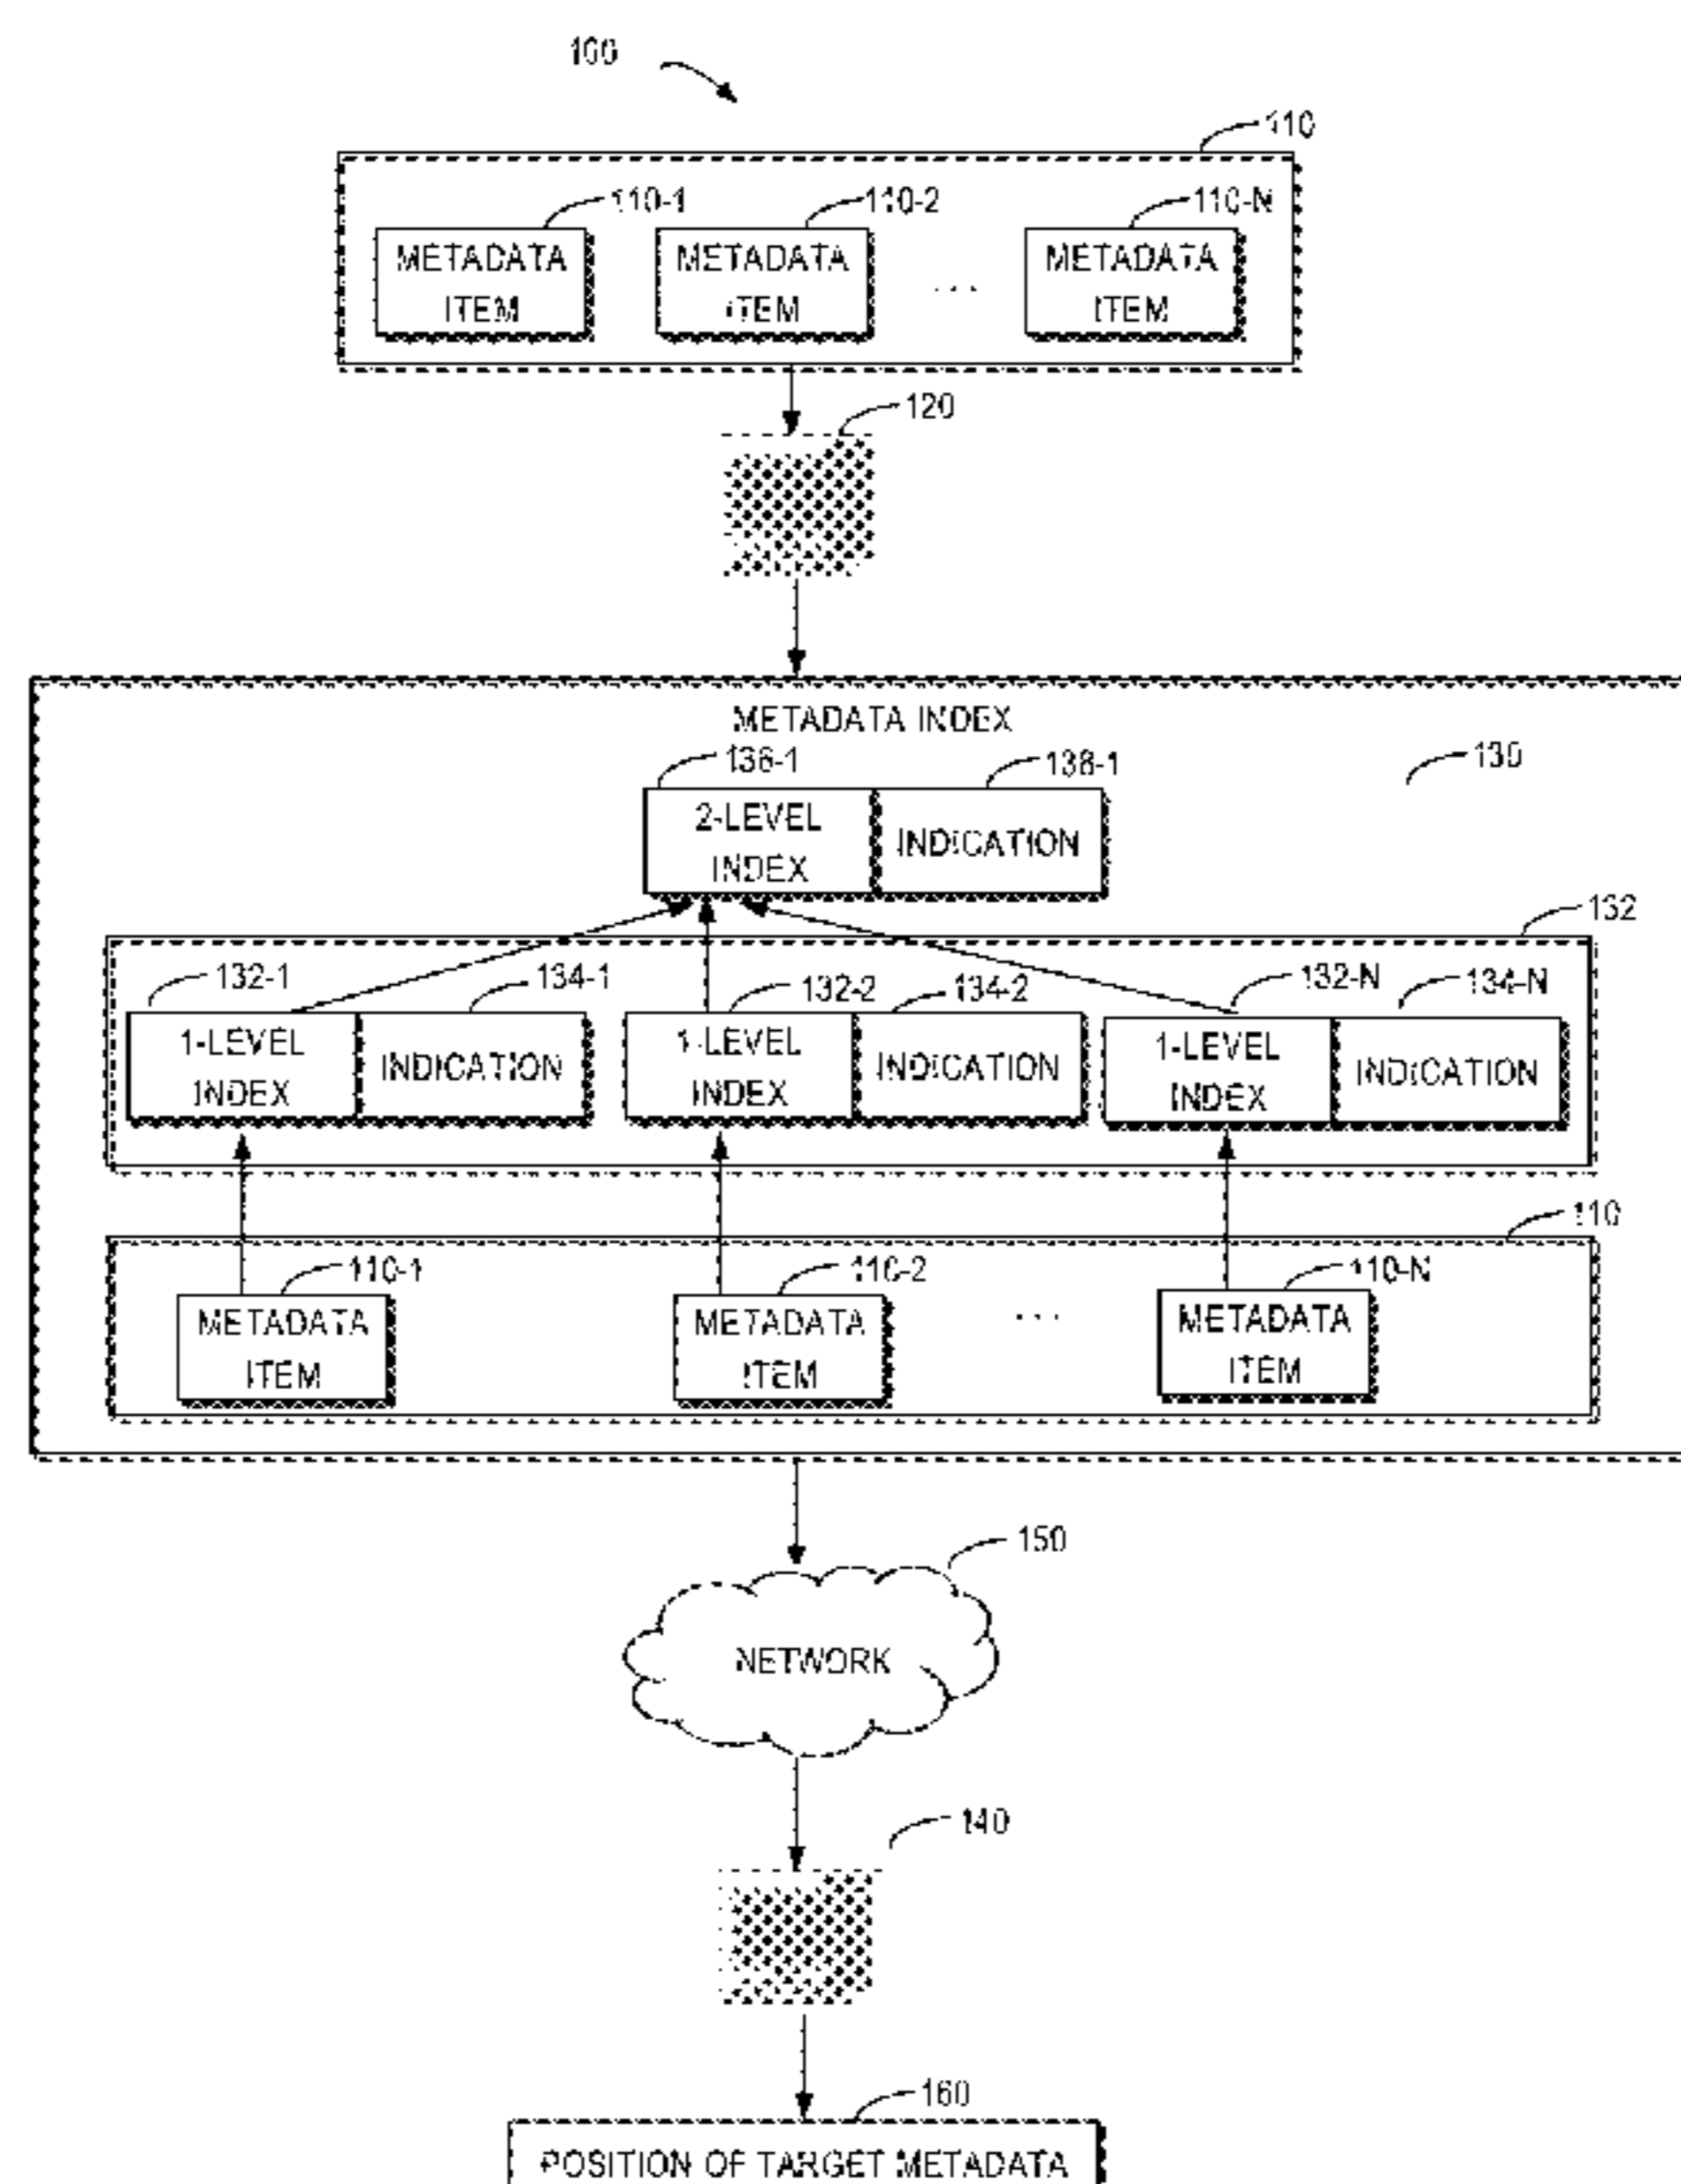 100
110
110-1 110-2 110-N
METADATA ITEM METADATA ITEM ... METADATA ITEM
120
METADATA INDEX
136-1 138-1 130
2-LEVEL INDEX INDICATION
132
132-1 134-1 132-2 134-2 132-N 134-N
1-LEVEL INDEX INDICATION 1-LEVEL INDEX INDICATION 1-LEVEL INDEX INDICATION
110
110-1 110-2 110-N
METADATA ITEM METADATA ITEM ... METADATA ITEM
150
NETWORK
140
160
POSITION OF TARGET METADATA